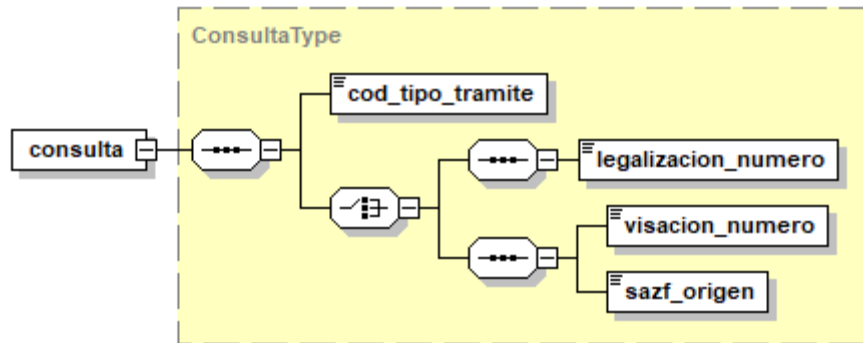 ConsultaType
cod_tipo_tramite
consulta
legalizacion_numero
visacion_numero
sazf_origen